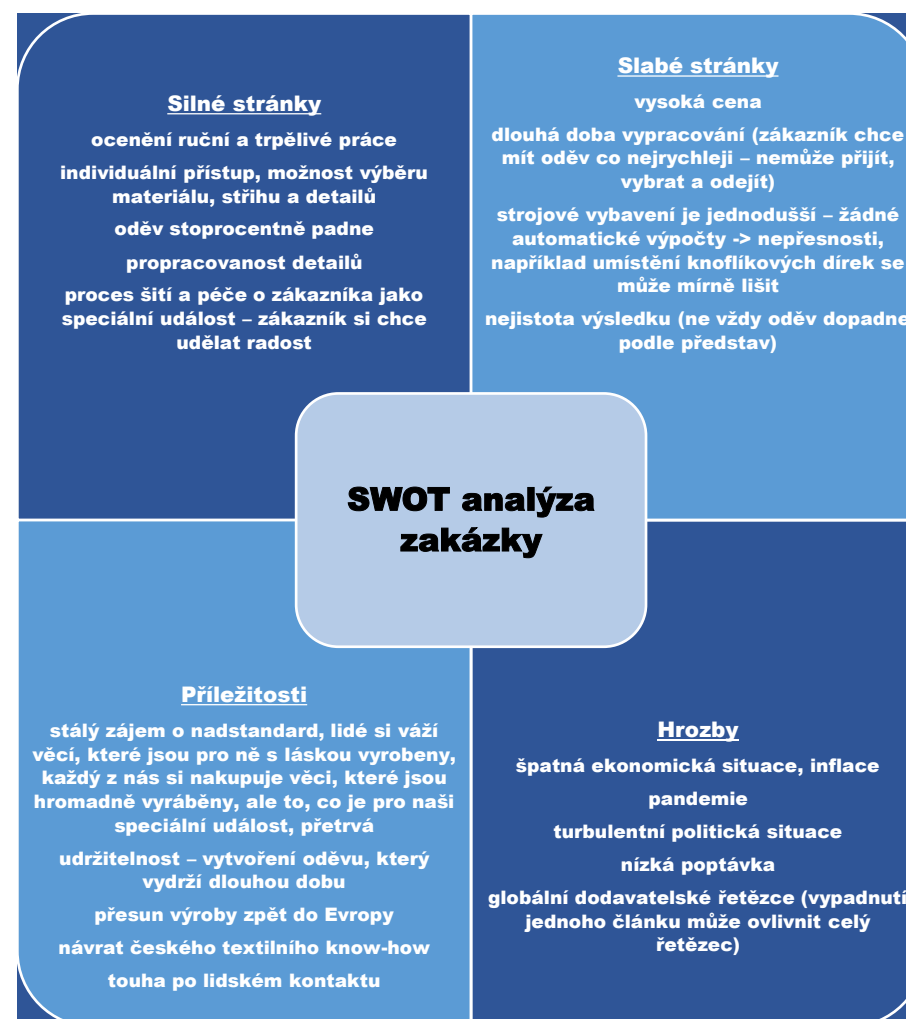 Silné stránky
ocenění ruční a trpělivé práce
individuální přístup, možnost výběru
materiálu, střihu a detailů
oděv stoprocentně padne
propracovanost detailů
proces šití a péče o zákazníka jako
speciální událost – zákazník si chce
udělat radost
Slabé stránky
vysoká cena
dlouhá doba vypracování (zákazník chce
mít oděv co nejrychleji – nemůže přijít,
vybrat a odejít)
strojové vybavení je jednodušší – žádné
automatické výpočty -> nepřesnosti,
například umístění knoflíkových dírek se
může mírně lišit
nejistota výsledku (ne vždy oděv dopadne
podle představ)
SWOT analýza
zakázky
Příležitosti
stálý zájem o nadstandard, lidé si váží
věcí, které jsou pro ně s láskou vyrobeny,
každý z nás si nakupuje věci, které jsou
hromadně vyráběny, ale to, co je pro naši
speciální událost, přetrvá
udržitelnost – vytvoření oděvu, který
vydrží dlouhou dobu
přesun výroby zpět do Evropy
návrat českého textilního know-how
touha po lidském kontaktu
Hrozby
špatná ekonomická situace, inflace
pandemie
turbulentní politická situace
nízká poptávka
globální dodavatelské řetězce (vypadnutí
jednoho článku může ovlivnit celý
řetězec)